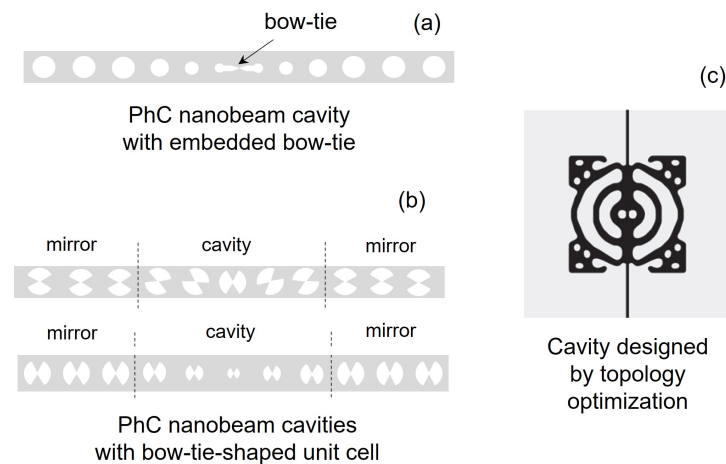 bow-tie
(a)
PhC nanobeam cavity
with embedded bow-tie
(b)
mirror cavity mirror
mirror cavity mirror
PhC nanobeam cavities
with bow-tie-shaped unit cell
(c)
Cavity designed
by topology
optimization